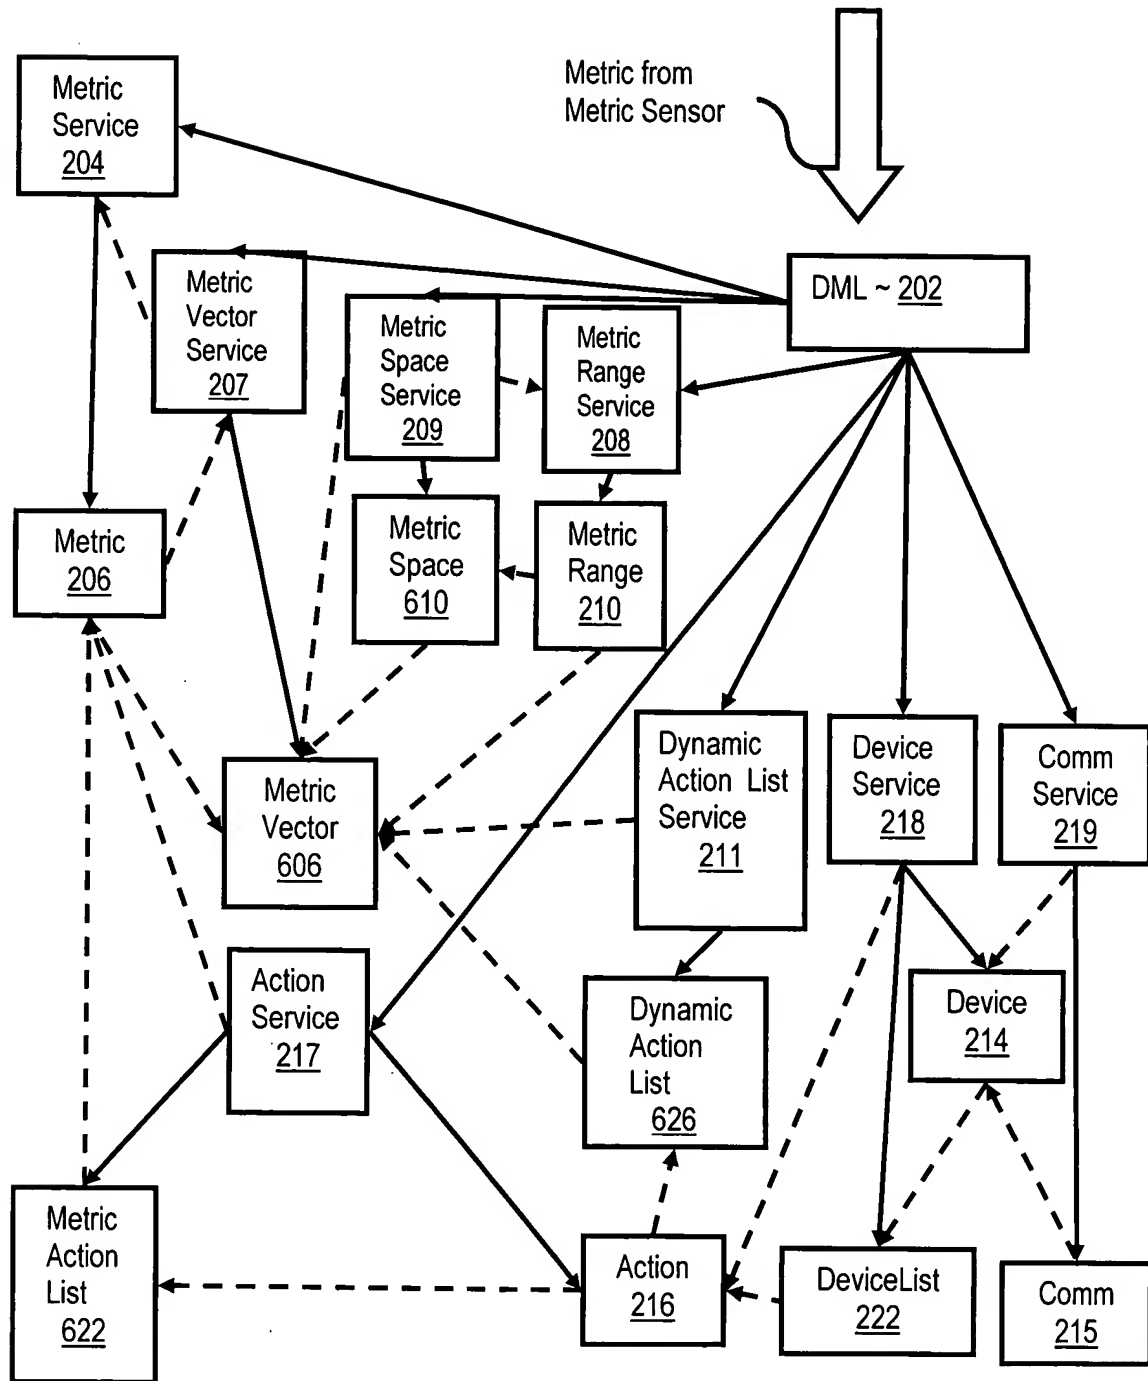 Metric from
Metric Sensor
Metric
Service
204
DML ~ 202
Metric
Vector
Service
207
Metric
Space
Service
209
Metric
Range
Service
208
Metric
206
Metric
Space
610
Metric
Range
210
Metric
Vector
606
Dynamic
Action List
Service
211
Device
Service
218
Comm
Service
219
Action
Service
217
Dynamic
Action
List
626
Device
214
Metric
Action
List
622
Action
216
DeviceList
222
Comm
215